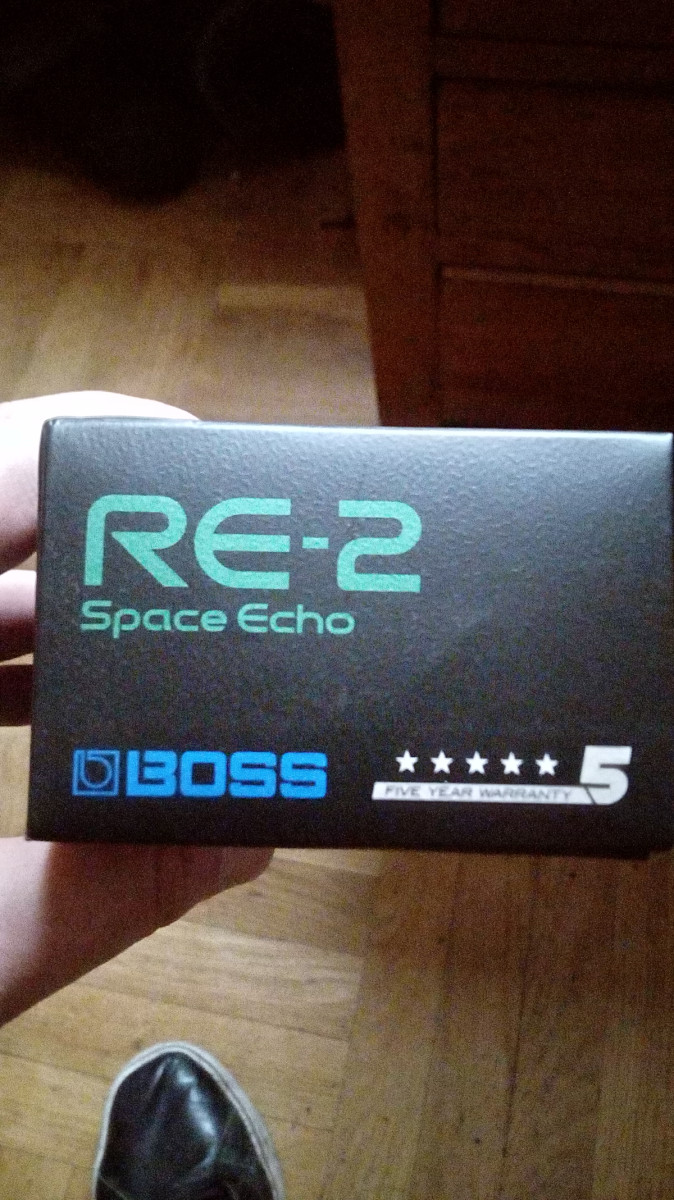 RE-2
Space Echo
BOSS
FIVE YEAR WARRANTY 5